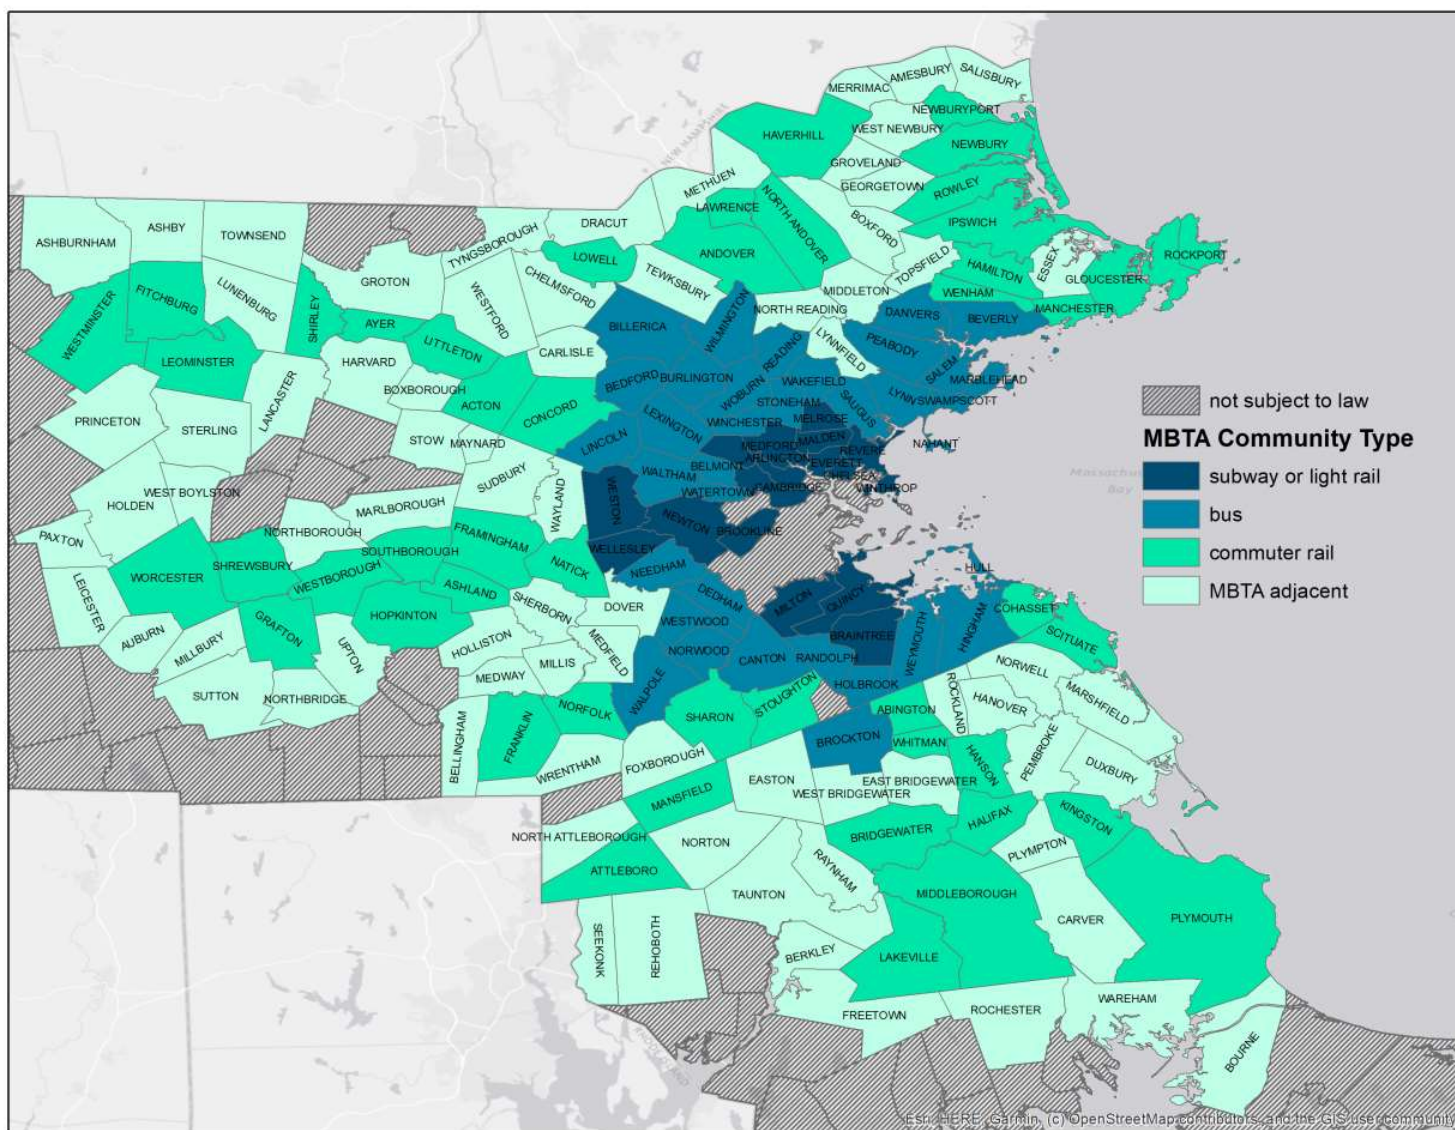 SALISBURY
AMESBURY
MERRIMAC
NEWBURYPORT
WEST NEWBURY
HAVERHILL
NEWBURY
GROVELAND
METHUEN
GEORGETOWN
ROWLEY
LAWRENCE
NORTH ANDOVER
BOXFORD
IPSWICH
DRACUT
ASHBY
TOWNSEND
ASHBURNHAM
TYNGSBOROUGH
ANDOVER
LOWELL
TOPSFIELD
HAMILTON
ESSEX
ROCKPORT
GLOUCESTER
TEWKSBURY
CHELMSFORD
GROTON
WESTFORD
MIDDLETON
WENHAM
MANCHESTER
FITCHBURG
LUNENBURG
SHIRLEY
WESTMINSTER
NORTH READING
DANVERS
BEVERLY
AYER
BILLERICA
WILMINGTON
LITTLETON
LEOMINSTER
HARVARD
CARLISLE
READING
LYNNFIELD
PEABODY
SALEM
MARBLEHEAD
BEDFORD
BURLINGTON
WAKEFIELD
BOXBOROUGH
LANCASTER
ACTON
CONCORD
WOBURN
STONEHAM
SAUGUS
LYNN
SWAMPSCOTT
PRINCETON
STERLING
STOW
MAYNARD
LEXINGTON
WINCHESTER
MELROSE
LINCOLN
MEDFORD
MALDEN
NAHANT
ARLINGTON
REVERE
EVERETT
BELMONT
CHELSEA
WALTHAM
SUDBURY
WATERTOWN
CAMBRIDGE
WINTHROP
WEST BOYLSTON
HOLDEN
MARLBOROUGH
WAYLAND
WESTON
NEWTON
BROOKLINE
NORTHBOROUGH
PAXTON
FRAMINGHAM
SOUTHBOROUGH
WELLESLEY
WORCESTER
SHREWSBURY
WESTBOROUGH
NATICK
NEEDHAM
HULL
LEICESTER
ASHLAND
HOPKINTON
SHERBORN
DOVER
DEDHAM
MILTON
QUINCY
COHASSET
AUBURN
MILLBURY
GRAFTON
UPTON
HOLLISTON
MEDFIELD
WESTWOOD
BRAINTREE
WEYMOUTH
HINGHAM
SCITUATE
NORWOOD
CANTON
RANDOLPH
MILLIS
MEDWAY
NORWELL
SUTTON
NORTHBRIDGE
WALPOLE
HOLBROOK
MARSHFIELD
ROCKLAND
HANOVER
NORFOLK
SHARON
STOUGHTON
ABINGTON
BELLINGHAM
FRANKLIN
BROCKTON
WHITMAN
PEMBROKE
FOXBOROUGH
WRENTHAM
HANSON
DUXBURY
EASTON
EAST BRIDGEWATER
WEST BRIDGEWATER
MANSFIELD
HALIFAX
KINGSTON
NORTH ATTLEBOROUGH
NORTON
BRIDGEWATER
PLYMPTON
RAYNHAM
ATTLEBORO
TAUNTON
MIDDLEBOROUGH
CARVER
PLYMOUTH
SEEKONK
REHOBOTH
BERKLEY
LAKEVILLE
FREETOWN
ROCHESTER
WAREHAM
BOURNE
NEW HAMPSHIRE
not subject to law
MBTA Community Type
subway or light rail
bus
commuter rail
MBTA adjacent
Bay
Esri, HERE, Garmin, (c) OpenStreetMap contributors, and the GIS user community